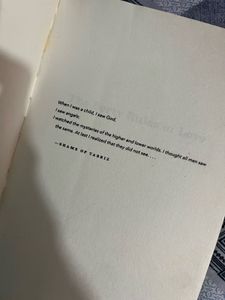 When I was a child, I saw God,
I saw angels;
I watched the mysteries of the higher and lower worlds. I thought all men saw
the same. At last I realized that they did not see. . . .
—SHAMS OF TABRIZ